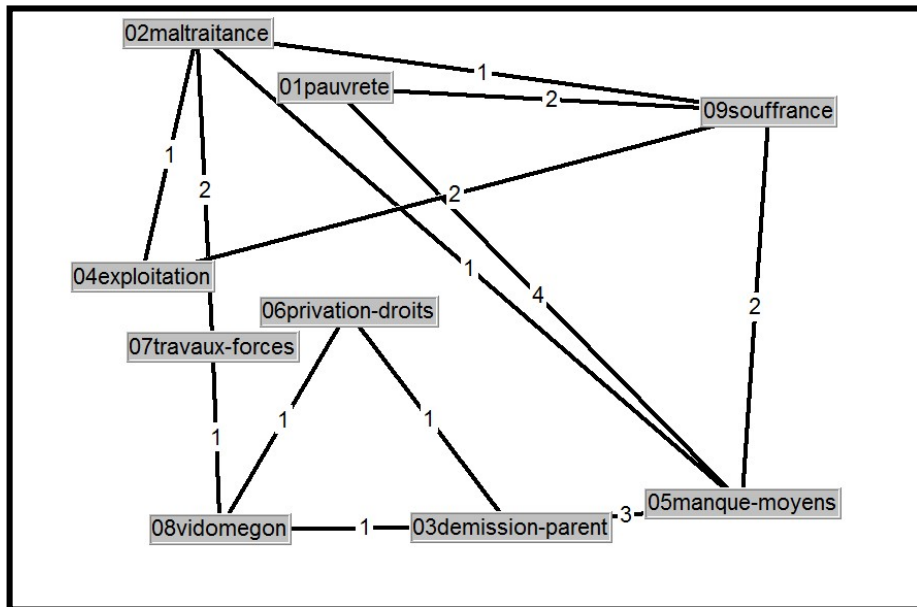 02maltraitance
1
01pauvrete
2
09souffrance
1
2
2
04exploitation
1
4
2
06privation-droits
07travaux-forces
1
1
1
08vidomegon
1
03demission-parent
3
05manque-moyens